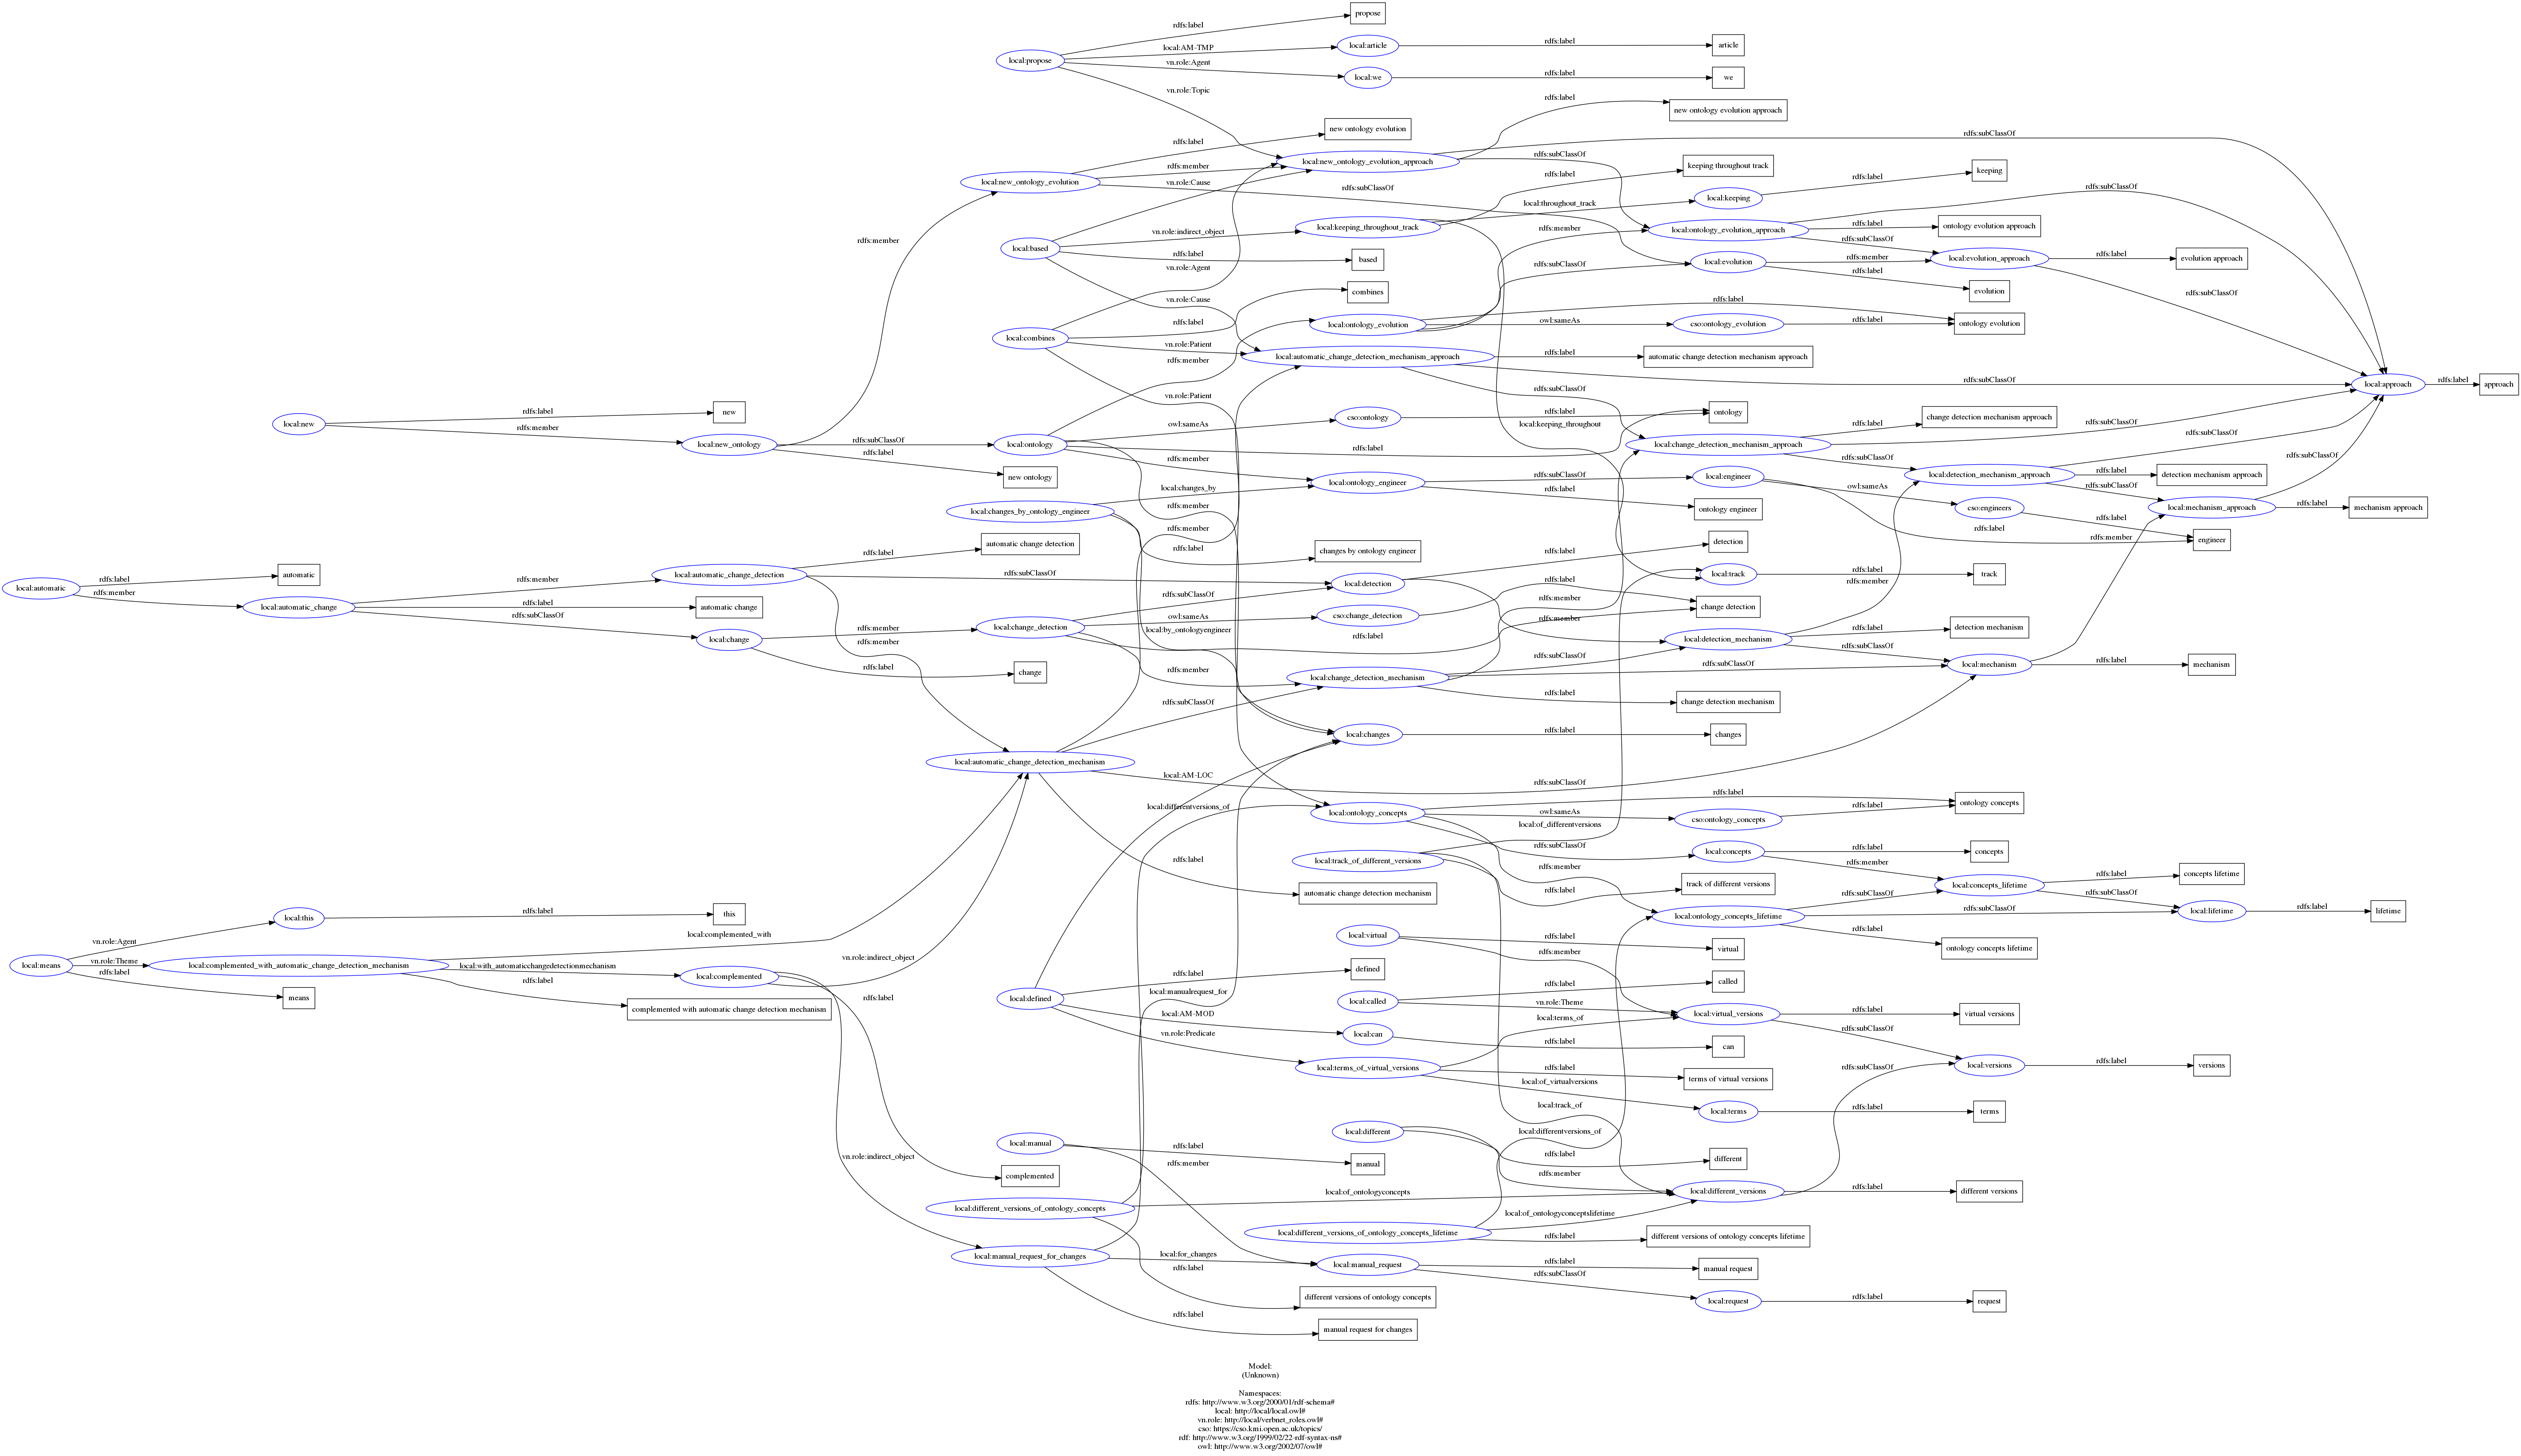 propose
rdfs:label
local:AM-TMP
local:article
rdfs:label
article
local:propose
vn.role:Agent
local:we
rdfs:label
we
vn.role:Topic
rdfs:label
new ontology evolution approach
new ontology evolution
rdfs:label
rdfs:subClassOf
local:new_ontology_evolution_approach
rdfs:subClassOf
rdfs:member
keeping throughout track
rdfs:label
keeping
rdfs:label
local:new_ontology_evolution
vn.role:Cause
rdfs:subClassOf
rdfs:subClassOf
local:throughout_track
local:keeping
local:keeping_throughout_track
vn.role:indirect_object
rdfs:member
local:ontology_evolution_approach
rdfs:label
ontology evolution approach
rdfs:member
local:based
rdfs:label
based
rdfs:subClassOf
local:evolution_approach
rdfs:label
evolution approach
vn.role:Agent
rdfs:subClassOf
local:evolution
rdfs:member
rdfs:label
evolution
rdfs:subClassOf
combines
vn.role:Cause
rdfs:label
rdfs:label
local:ontology_evolution
owl:sameAs
cso:ontology_evolution
rdfs:label
ontology evolution
local:combines
vn.role:Patient
rdfs:member
local:automatic_change_detection_mechanism_approach
rdfs:label
automatic change detection mechanism approach
rdfs:subClassOf
local:approach
rdfs:label
approach
vn.role:Patient
rdfs:subClassOf
local:new
rdfs:label
new
rdfs:member
local:new_ontology
rdfs:subClassOf
rdfs:label
new ontology
local:ontology
owl:sameAs
cso:ontology
rdfs:label
ontology
local:keeping_throughout
rdfs:label
rdfs:label
change detection mechanism approach
rdfs:subClassOf
local:change_detection_mechanism_approach
rdfs:subClassOf
rdfs:subClassOf
rdfs:subClassOf
rdfs:member
local:ontology_engineer
rdfs:subClassOf
rdfs:label
local:engineer
owl:sameAs
local:detection_mechanism_approach
rdfs:label
detection mechanism approach
rdfs:subClassOf
local:changes_by
local:changes_by_ontology_engineer
rdfs:member
ontology engineer
cso:engineers
rdfs:label
rdfs:label
engineer
local:mechanism_approach
rdfs:label
mechanism approach
rdfs:member
automatic change detection
rdfs:label
rdfs:member
rdfs:label
changes by ontology engineer
detection
rdfs:label
local:automatic
rdfs:label
automatic
rdfs:member
local:automatic_change
rdfs:member
rdfs:label
automatic change
rdfs:subClassOf
local:automatic_change_detection
rdfs:subClassOf
local:detection
rdfs:label
local:track
rdfs:label
track
rdfs:member
rdfs:subClassOf
rdfs:member
change detection
local:change
rdfs:member
rdfs:member
rdfs:label
change
local:change_detection
owl:sameAs
cso:change_detection
local:by_ontologyengineer
rdfs:label
rdfs:member
local:detection_mechanism
rdfs:label
detection mechanism
rdfs:subClassOf
rdfs:member
rdfs:subClassOf
rdfs:subClassOf
local:change_detection_mechanism
rdfs:label
change detection mechanism
local:mechanism
rdfs:label
mechanism
rdfs:subClassOf
local:changes
rdfs:label
changes
local:automatic_change_detection_mechanism
local:AM-LOC
rdfs:subClassOf
local:differentversions_of
local:ontology_concepts
rdfs:label
ontology concepts
owl:sameAs
cso:ontology_concepts
rdfs:label
local:of_differentversions
rdfs:subClassOf
local:concepts
rdfs:label
concepts
rdfs:label
automatic change detection mechanism
local:track_of_different_versions
rdfs:member
rdfs:member
rdfs:label
track of different versions
local:concepts_lifetime
rdfs:label
concepts lifetime
rdfs:subClassOf
rdfs:subClassOf
local:this
rdfs:label
this
local:ontology_concepts_lifetime
rdfs:subClassOf
local:lifetime
rdfs:label
lifetime
rdfs:label
ontology concepts lifetime
vn.role:Agent
local:complemented_with
local:virtual
rdfs:label
virtual
rdfs:member
local:means
vn.role:Theme
rdfs:label
means
local:complemented_with_automatic_change_detection_mechanism
local:with_automaticchangedetectionmechanism
rdfs:label
complemented with automatic change detection mechanism
local:complemented
vn.role:indirect_object
rdfs:label
rdfs:label
defined
local:defined
local:manualrequest_for
local:AM-MOD
vn.role:Predicate
local:called
rdfs:label
called
vn.role:Theme
local:virtual_versions
rdfs:label
virtual versions
local:terms_of
rdfs:subClassOf
local:can
rdfs:label
can
local:terms_of_virtual_versions
rdfs:label
terms of virtual versions
local:of_virtualversions
rdfs:subClassOf
local:versions
rdfs:label
versions
local:terms
rdfs:label
terms
local:track_of
local:differentversions_of
local:manual
rdfs:label
manual
rdfs:member
vn.role:indirect_object
complemented
local:different
rdfs:label
different
rdfs:member
local:different_versions
rdfs:label
different versions
local:of_ontologyconcepts
local:different_versions_of_ontology_concepts
local:of_ontologyconceptslifetime
local:different_versions_of_ontology_concepts_lifetime
rdfs:label
different versions of ontology concepts lifetime
local:manual_request_for_changes
local:for_changes
local:manual_request
rdfs:label
manual request
rdfs:label
rdfs:subClassOf
local:request
rdfs:label
request
different versions of ontology concepts
rdfs:label
manual request for changes
Model:
(Unknown)
Namespaces:
rdfs: http://www.w3.org/2000/01/rdf-schema#
local: http://local/local.owl#
vn.role: http://local/verbnet_roles.owl#
cso: https://cso.kmi.open.ac.uk/topics/
rdf: http://www.w3.org/1999/02/22-rdf-syntax-ns#
owl: http://www.w3.org/2002/07/owl#